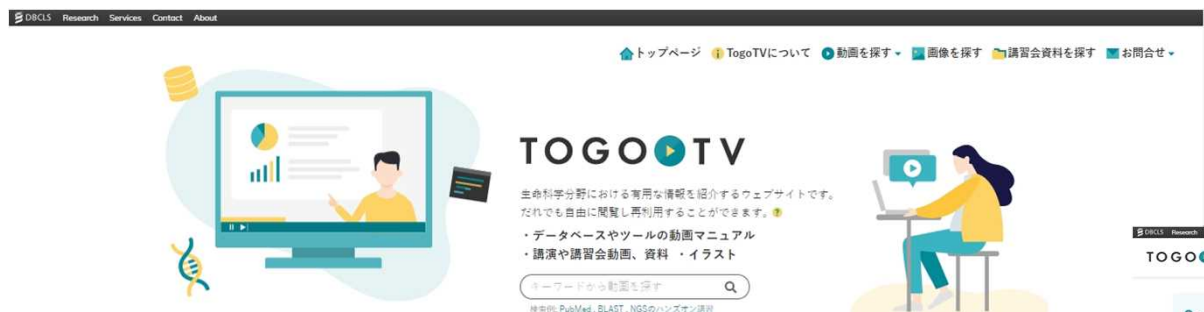 DBCLS Research Services Contact About
トップページ TogoTVについて 動画を探す 画像を探す 講習会資料を探す お問合せ
TOGO TV
生命科学分野における有用な情報を紹介するウェブサイトです。
だれでも自由に閲覧し再利用することができます。
・データベースやツールの動画マニュアル
・講演や講習会動画、資料 ・イラスト
キーワードから動画を探す
検索例: PubMed , BLAST , NGSのハンズオン講習
DBCLS Research
TOGO